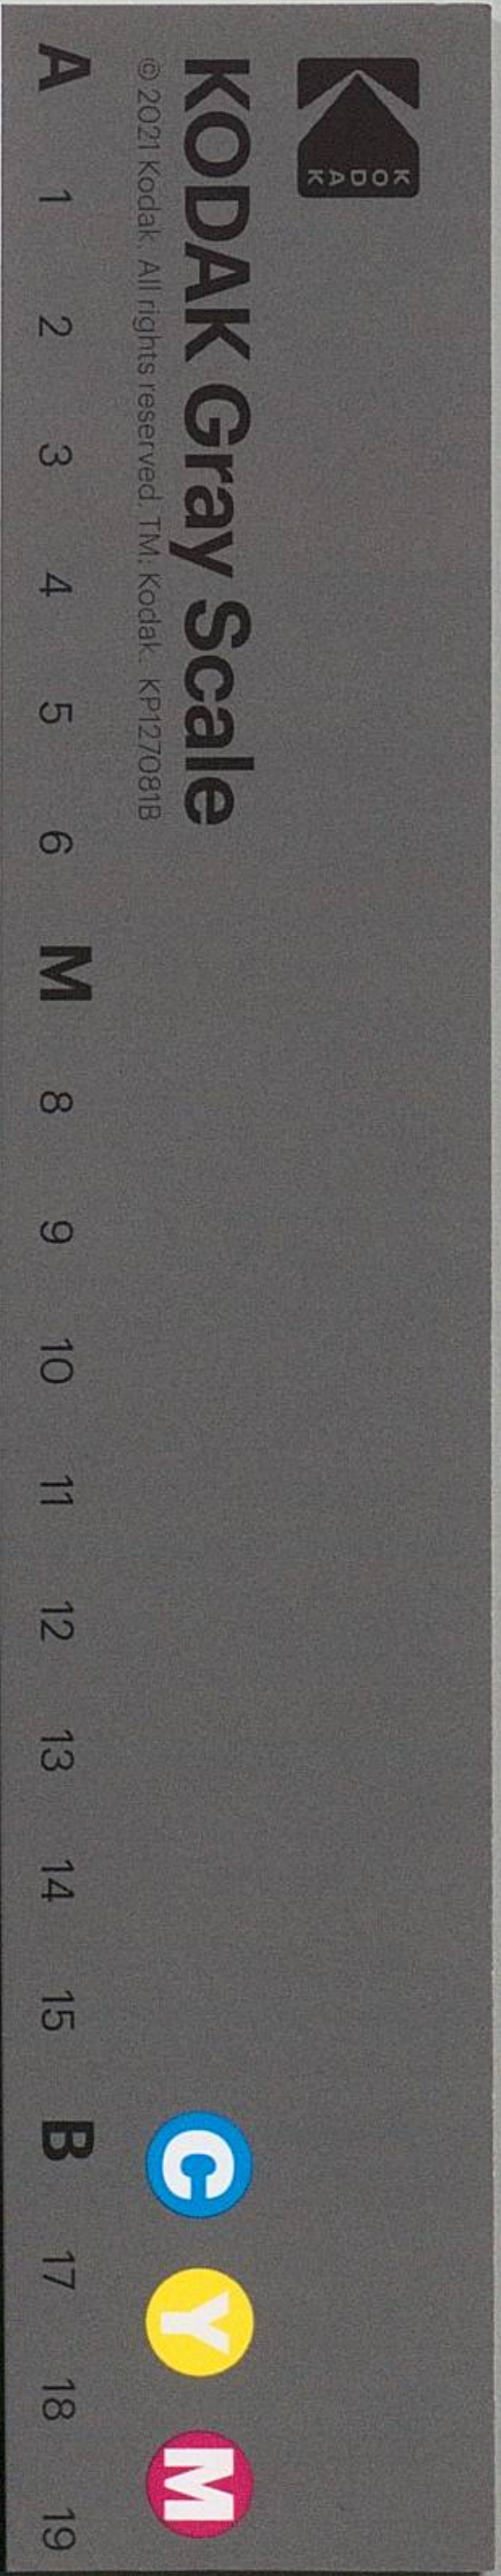 KODAK
KODAK Gray Scale
© 2021 Kodak. All rights reserved. TM: Kodak. KP127081B
C Y M
A 1 2 3 4 5 6 M 8 9 10 11 12 13 14 15 B 17 18 19